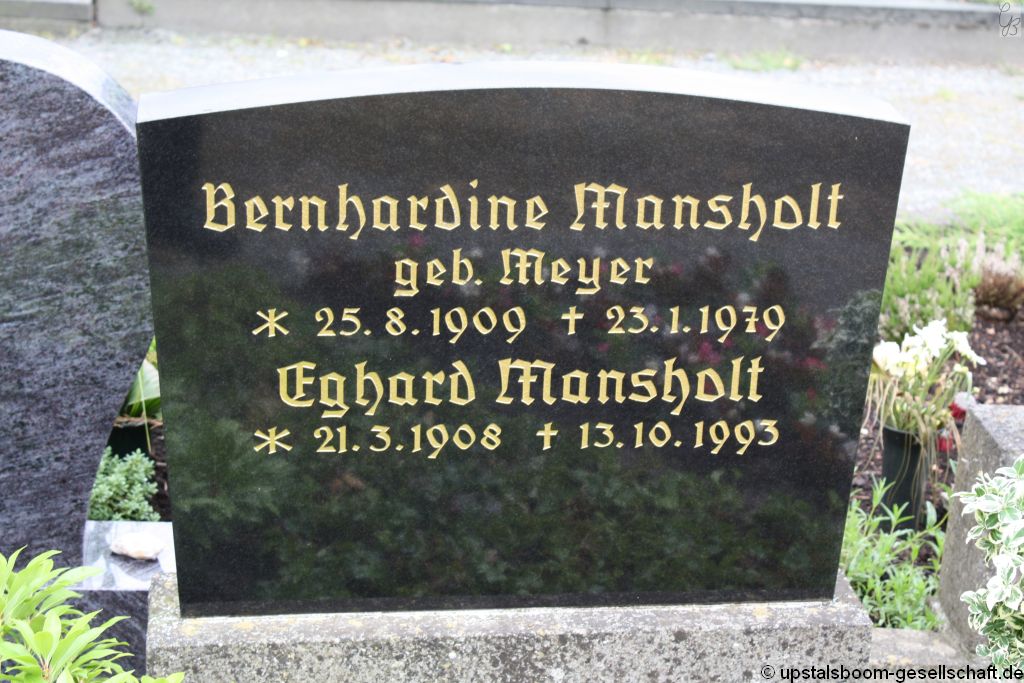 Bernhardine Mansholt
geb. Meyer
* 25.8.1909 † 23.1.1979
Eghard Mansholt
* 21.3.1908 † 13.10.1993
© upstalsboom-gesellschaft.de